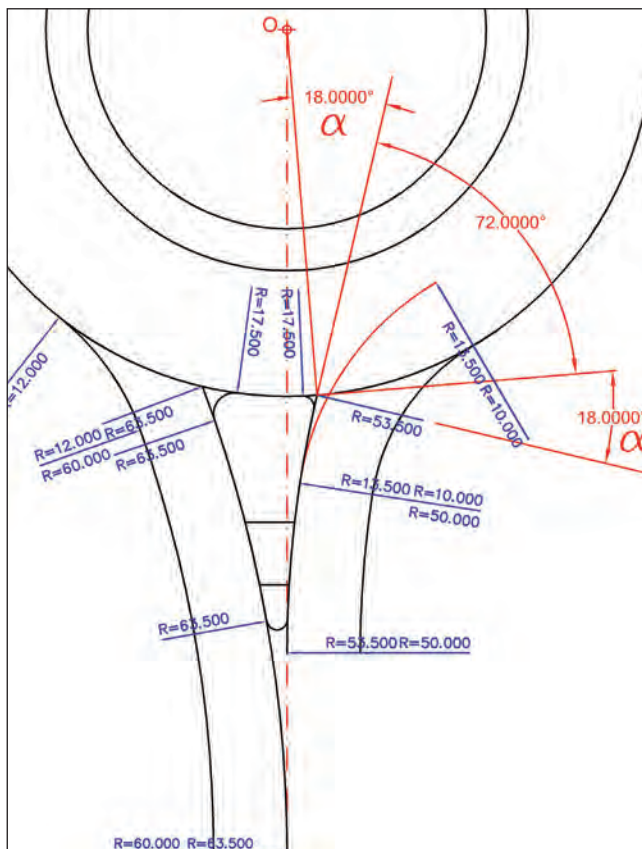 O
18.0000°
α
72.0000°
R=17.500
R=17.500
R=12.000
R=10.000
R=12.000 R=63.500
R=60.000 R=63.500
R=53.500
18.0000°
α
R=13.500 R=10.000
R=50.000
R=63.500
R=53.500 R=50.000
R=60.000 R=63.500